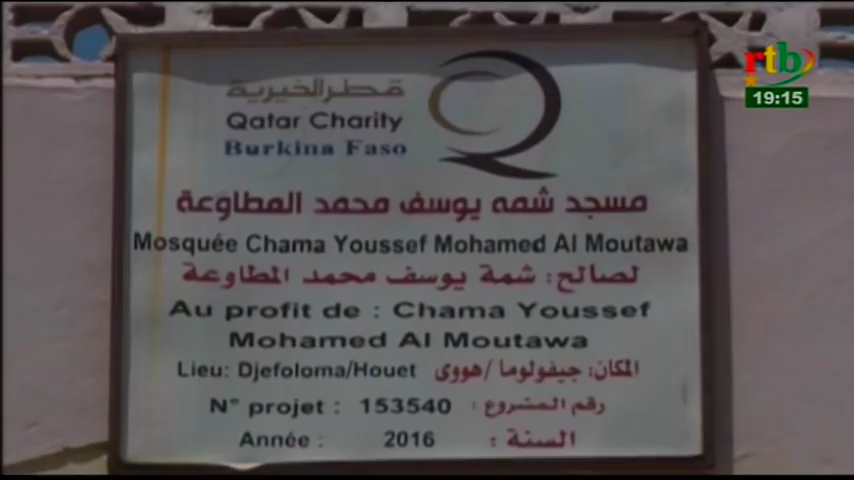 rtb
19:15
قطر الخيرية
Qatar Charity
Burkina Faso
مسجد شمه يوسف محمد المطاوعة
Mosquée Chama Youssef Mohamed Al Moutawa
لصالح: شمة يوسف محمد المطاوعة
Au profit de : Chama Youssef
Mohamed Al Moutawa
Lieu: Djefoloma/Houet المكان: جيفولوما /هووى
N° projet : 153540 رقم المشروع :
Année : 2016 السنة :